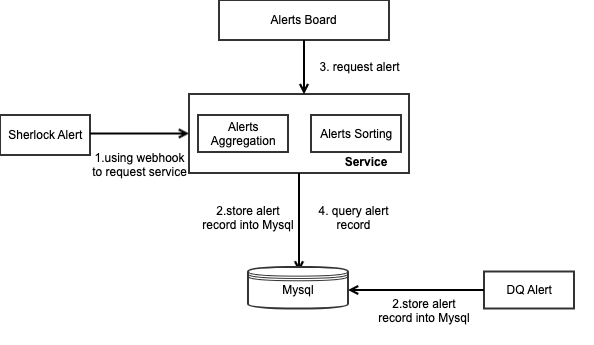 Alerts Board
3. request alert
Sherlock Alert
Alerts
Aggregation
Alerts Sorting
Service
1.using webhook
to request service
2.store alert
record into Mysql
4. query alert
record
Mysql
DQ Alert
2.store alert
record into Mysql